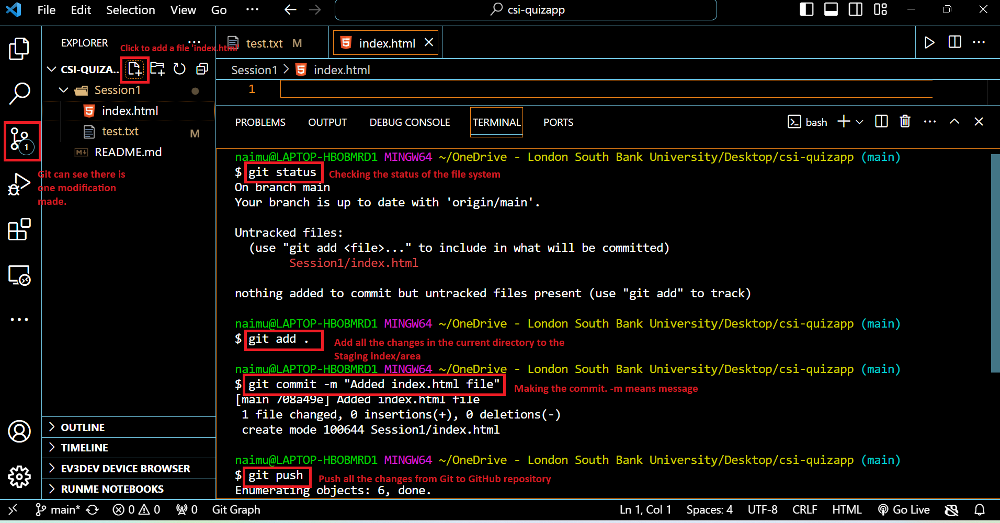 File Edit Selection View Go ··· csi-quizapp
EXPLORER ···
Click to add a file 'index.html'
test.txt M
index.html
CSI-QUIZA..
Session1 > index.html
Session1
1
index.html
test.txt M
README.md
1
Git can see there is
one modification
made.
PROBLEMS OUTPUT DEBUG CONSOLE TERMINAL PORTS bash
naimu@LAPTOP-HBOBMRD1 MINGW64 ~/OneDrive - London South Bank University/Desktop/csi-quizapp (main)
$ git status Checking the status of the file system
On branch main
Your branch is up to date with 'origin/main'.
Untracked files:
(use "git add <file>..." to include in what will be committed)
Session1/index.html
nothing added to commit but untracked files present (use "git add" to track)
naimu@LAPTOP-HBOBMRD1 MINGW64 ~/OneDrive - London South Bank University/Desktop/csi-quizapp (main)
$ git add . Add all the changes in the current directory to the
Staging index/area
naimu@LAPTOP-HBOBMRD1 MINGW64 ~/OneDrive - London South Bank University/Desktop/csi-quizapp (main)
$ git commit -m "Added index.html file" Making the commit. -m means message
[main 708a49e] Added index.html file
1 file changed, 0 insertions(+), 0 deletions(-)
create mode 100644 Session1/index.html
naimu@LAPTOP-HBOBMRD1 MINGW64 ~/OneDrive - London South Bank University/Desktop/csi-quizapp (main)
$ git push Push all the changes from Git to GitHub repository
Enumerating objects: 6, done.
OUTLINE
TIMELINE
EV3DEV DEVICE BROWSER
RUNME NOTEBOOKS
main* 0 0 0 Git Graph Ln 1, Col 1 Spaces: 4 UTF-8 CRLF HTML Go Live